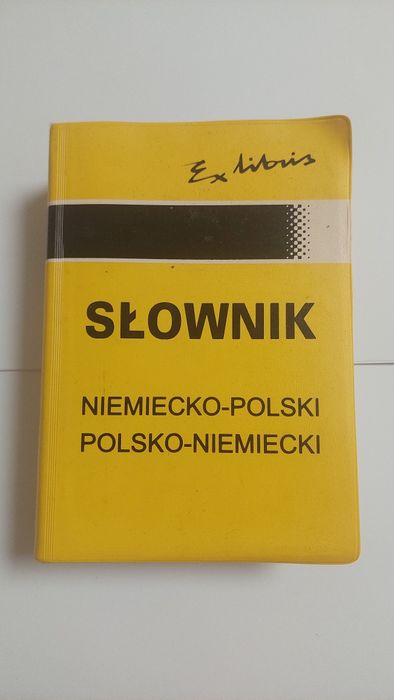 Ex libris
SŁOWNIK
NIEMIECKO-POLSKI
POLSKO-NIEMIECKI